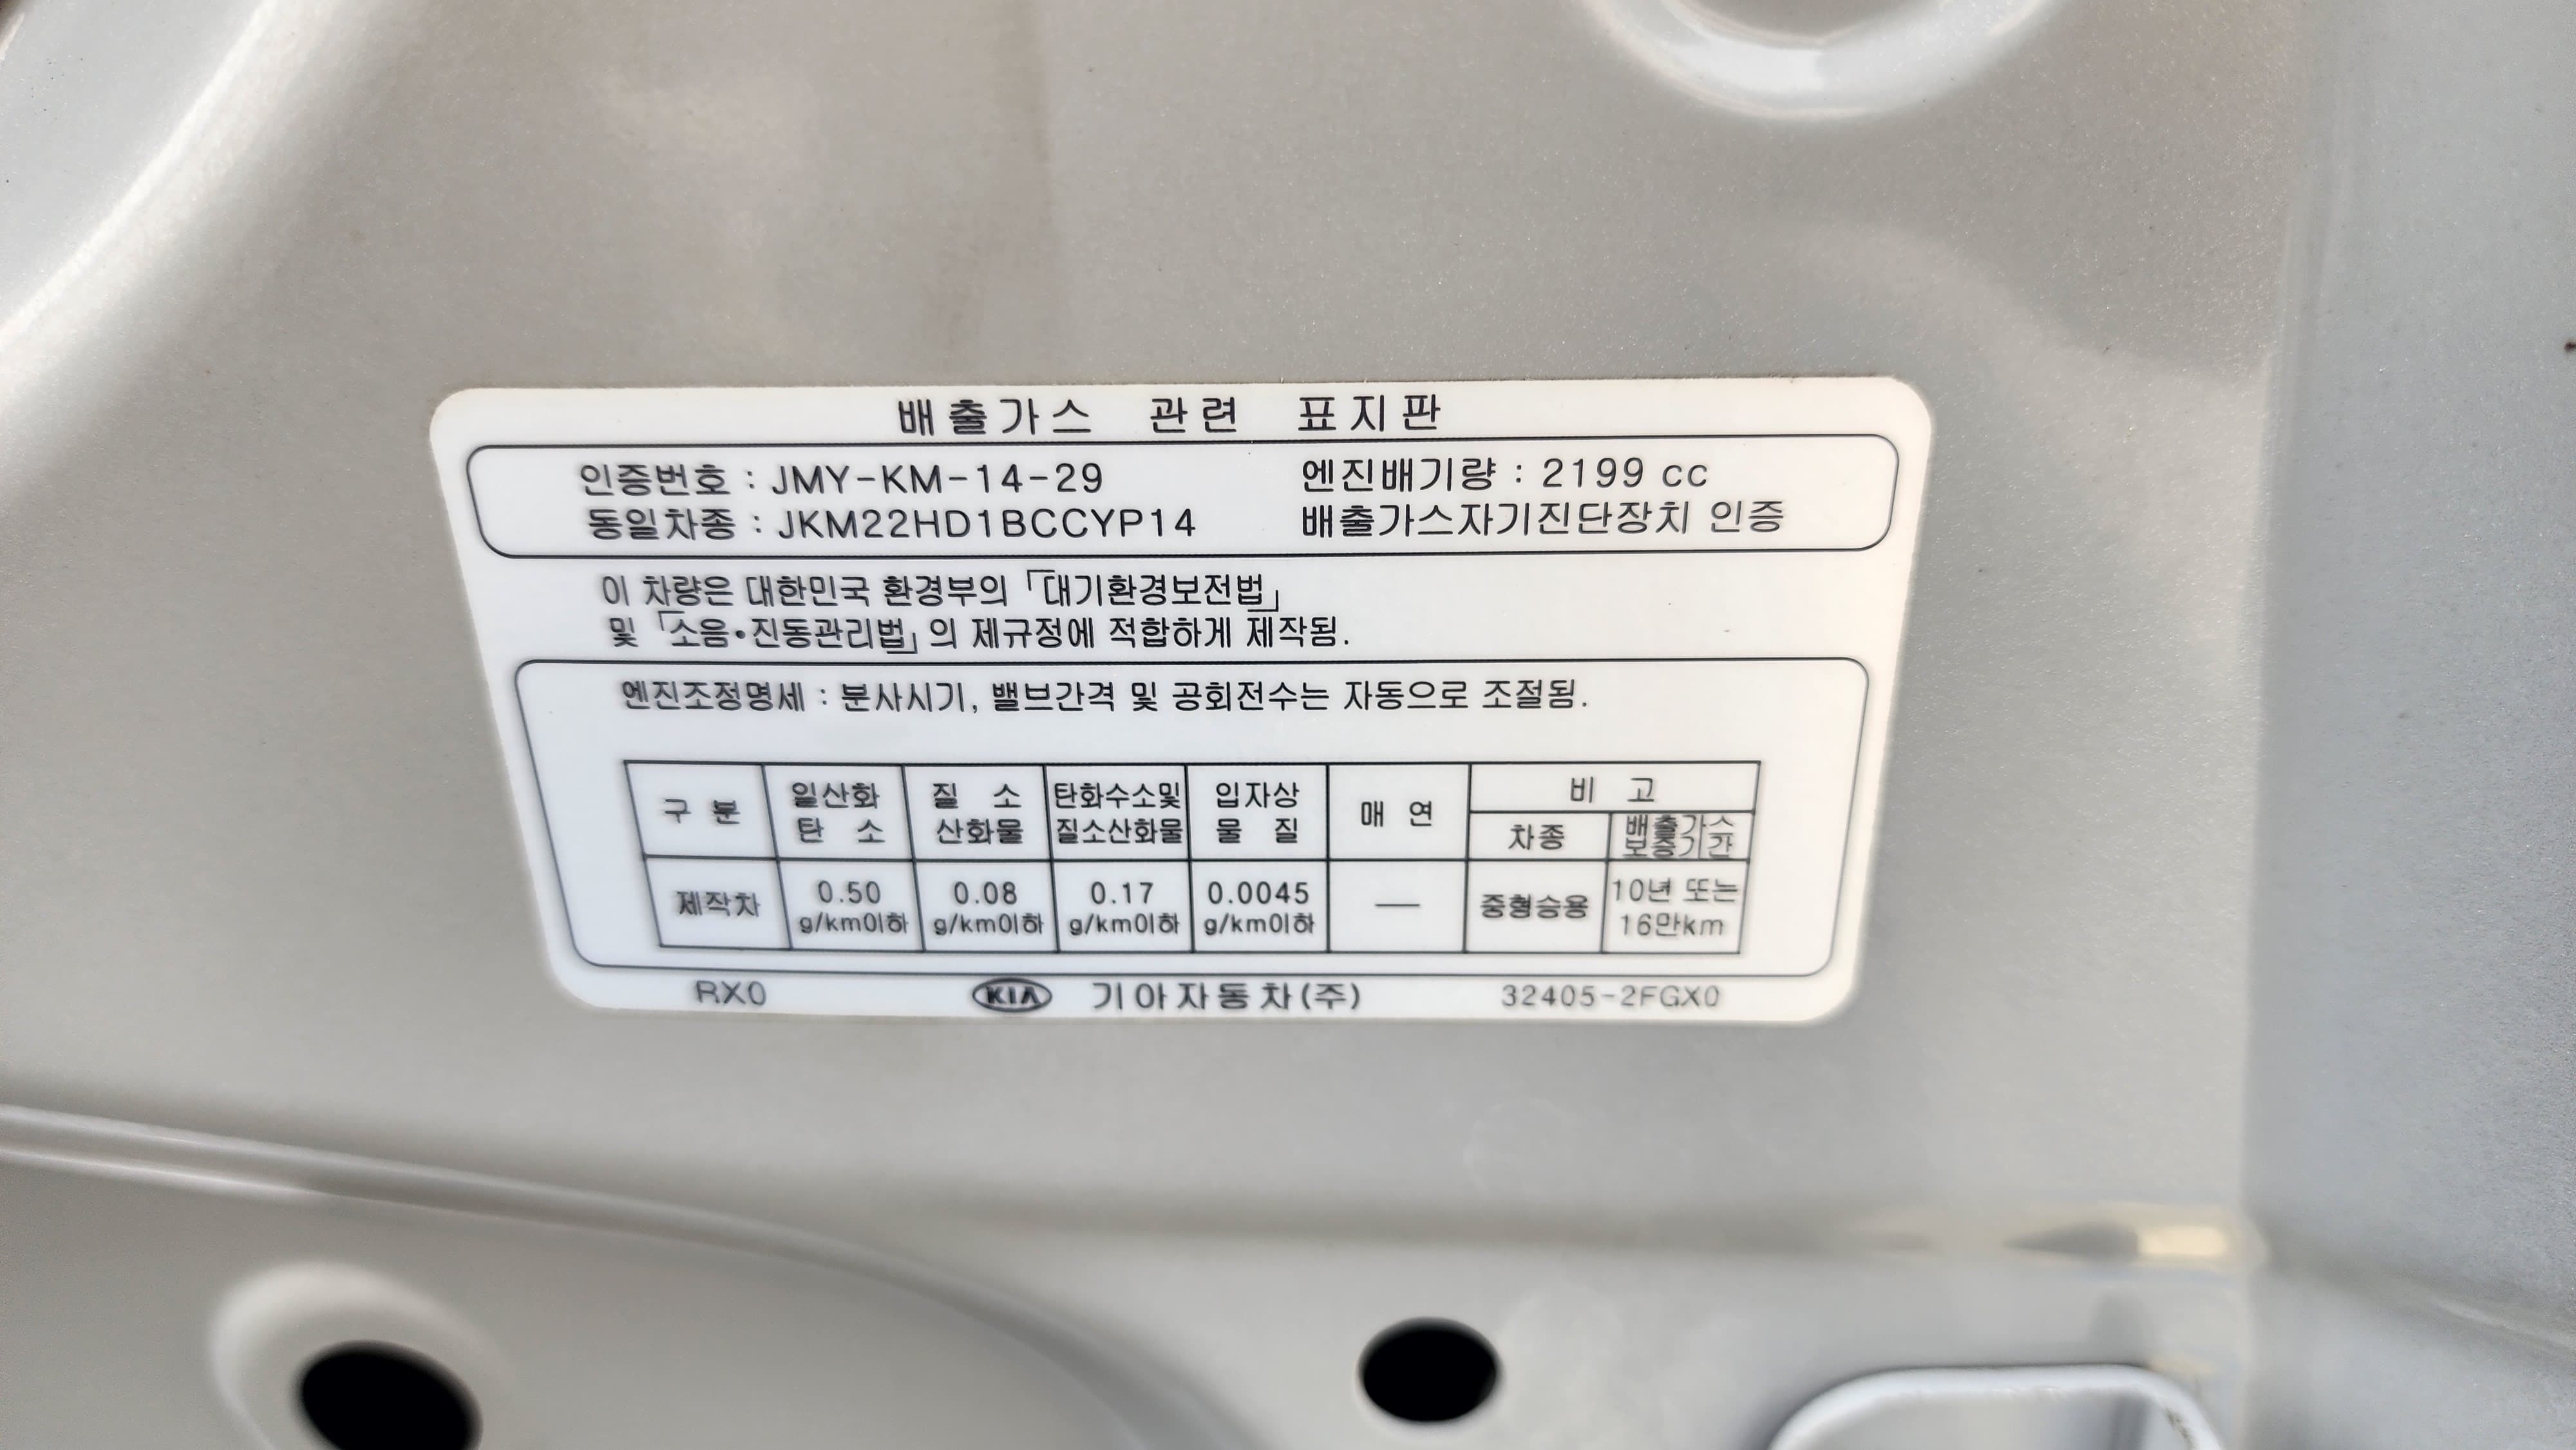 배출가스 관련 표지판
인증번호 : JMY-KM-14-29 엔진배기량 : 2199 cc
동일차종 : JKM22HD1BCCYP14 배출가스자기진단장치 인증
이 차량은 대한민국 환경부의 「대기환경보전법」
및 「소음•진동관리법」의 제규정에 적합하게 제작됨.
엔진조정명세 : 분사시기, 밸브간격 및 공회전수는 자동으로 조절됨.
구 분 일산화 탄 소 질 소 산화물 탄화수소및 질소산화물 입자상 물 질 매 연 비 고
차종 배출가스 보증기간
제작차 0.50 g/km이하 0.08 g/km이하 0.17 g/km이하 0.0045 g/km이하 — 중형승용 10년 또는 16만km
RX0 KIA 기아자동차(주) 32405-2FGX0